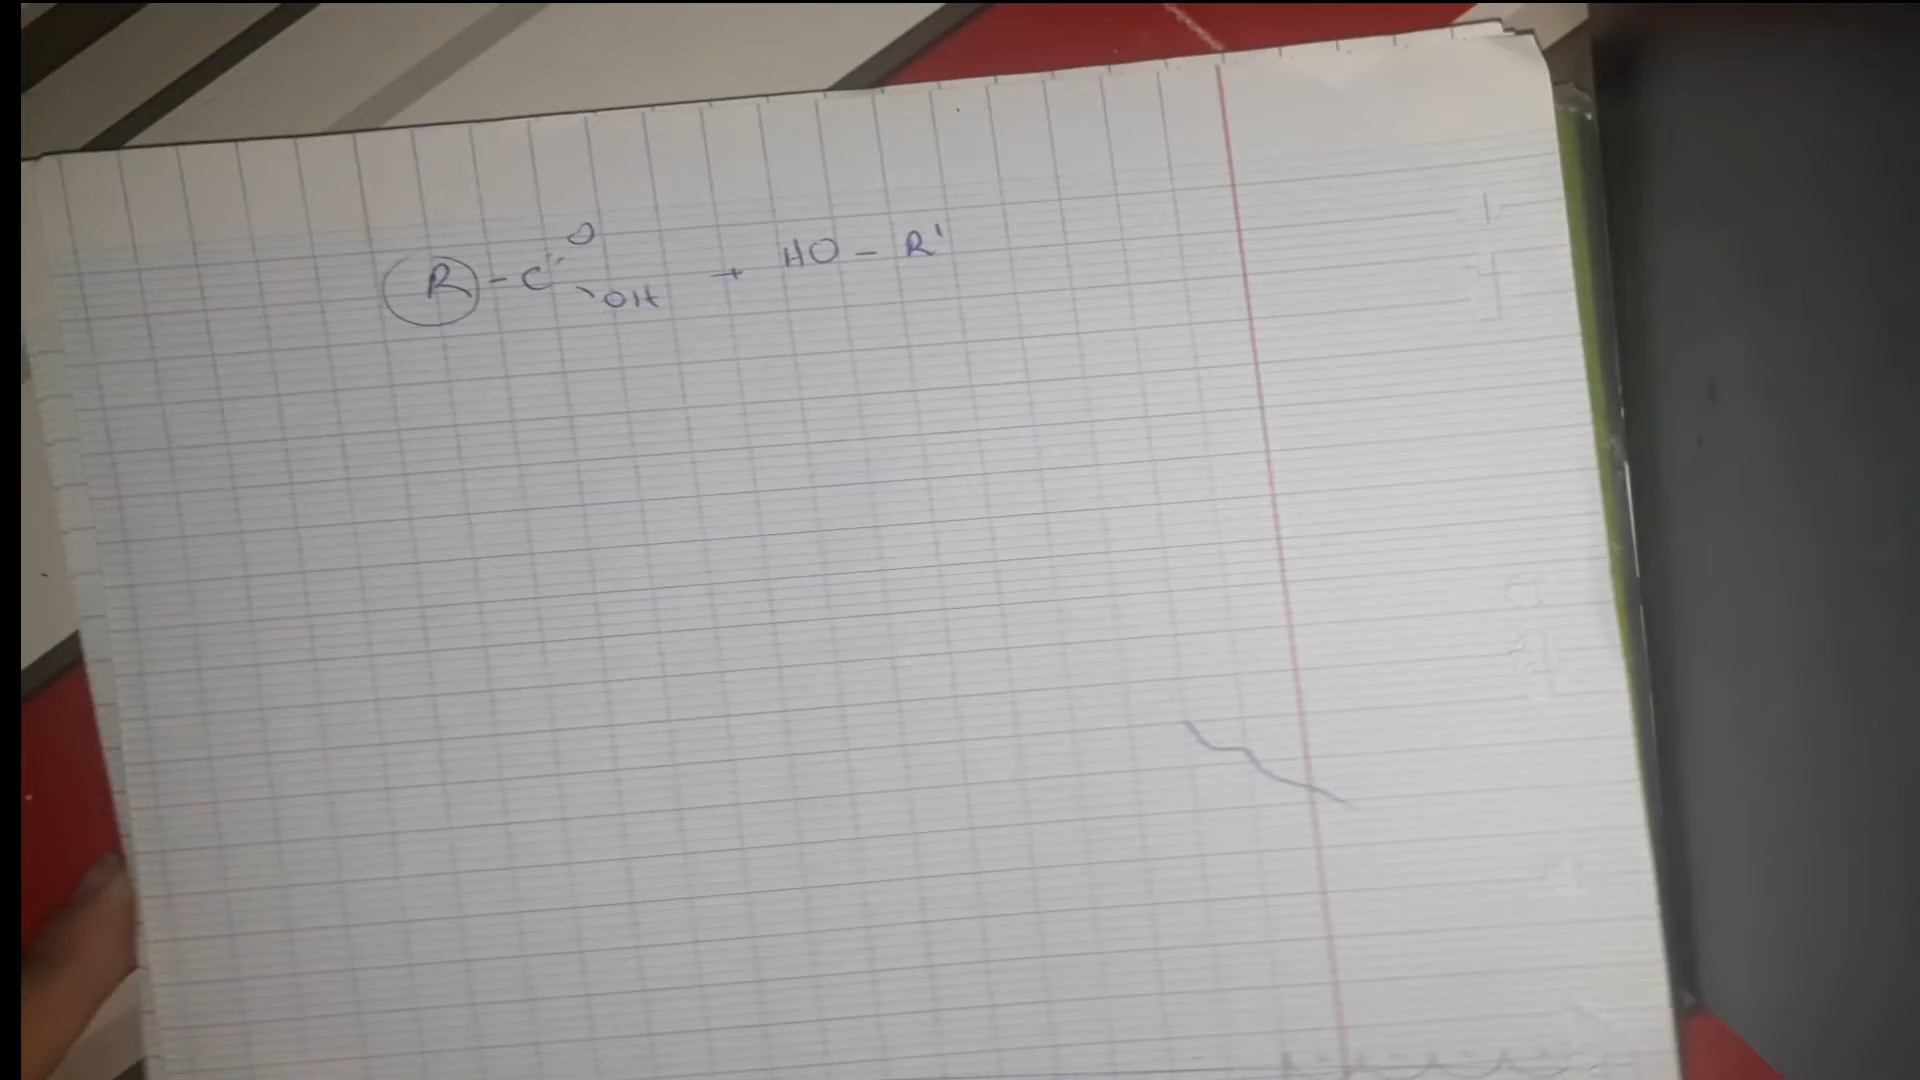 R - C O OH + HO - R'